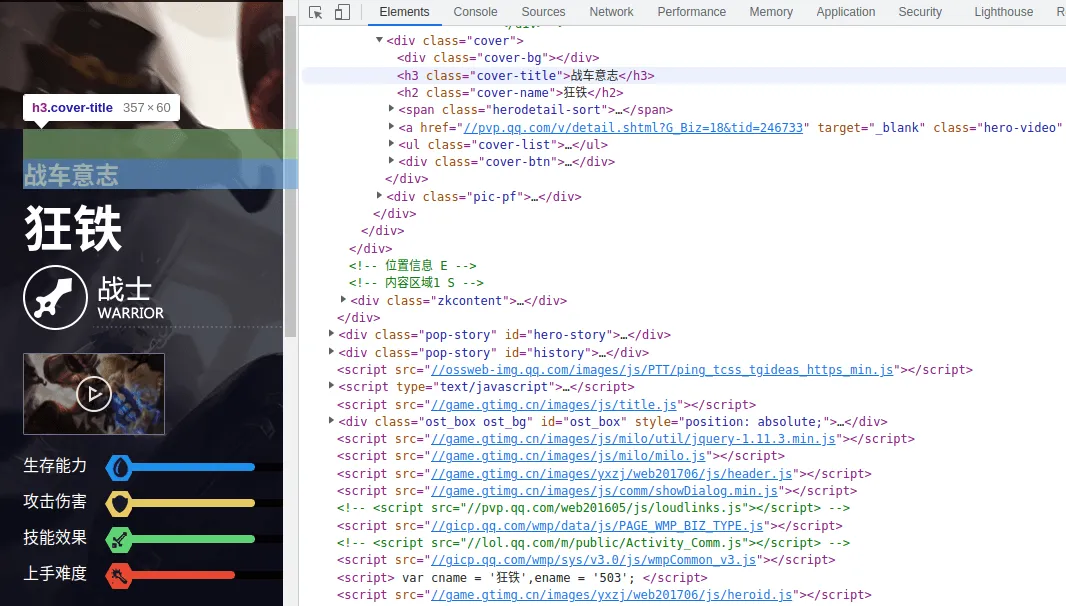 Elements Console Sources Network Performance Memory Application Security Lighthouse
<div class="cover">
<div class="cover-bg"></div>
<h3 class="cover-title">战车意志</h3>
<h2 class="cover-name">狂铁</h2>
<span class="herodetail-sort">…</span>
<a href="//pvp.qq.com/v/detail.shtml?G_Biz=18&tid=246733" target="_blank" class="hero-video"
<ul class="cover-list">…</ul>
<div class="cover-btn">…</div>
</div>
<div class="pic-pf">…</div>
</div>
</div>
</div>
<!-- 位置信息 E -->
<!-- 内容区域1 S -->
<div class="zkcontent">…</div>
</div>
<div class="pop-story" id="hero-story">…</div>
<div class="pop-story" id="history">…</div>
<script src="//ossweb-img.qq.com/images/js/PTT/ping_tcss_tgideas_https_min.js"></script>
<script type="text/javascript">…</script>
<script src="//game.gtimg.cn/images/js/title.js"></script>
<div class="ost_box ost_bg" id="ost_box" style="position: absolute;">…</div>
<script src="//game.gtimg.cn/images/js/milo/util/jquery-1.11.3.min.js"></script>
<script src="//game.gtimg.cn/images/js/milo/milo.js"></script>
<script src="//game.gtimg.cn/images/yxzj/web201706/js/header.js"></script>
<script src="//game.gtimg.cn/images/js/comm/showDialog.min.js"></script>
<!-- <script src="//pvp.qq.com/web201605/js/loudlinks.js"></script> -->
<script src="//gicp.qq.com/wmp/data/js/PAGE_WMP_BIZ_TYPE.js"></script>
<!-- <script src="//lol.qq.com/m/public/Activity_Comm.js"></script> -->
<script src="//gicp.qq.com/wmp/sys/v3.0/js/wmpCommon_v3.js"></script>
<script> var cname = '狂铁',ename = '503'; </script>
<script src="//game.gtimg.cn/images/yxzj/web201706/js/heroid.js"></script>
h3.cover-title 357×60
战车意志
狂铁
战士
WARRIOR
生存能力
攻击伤害
技能效果
上手难度